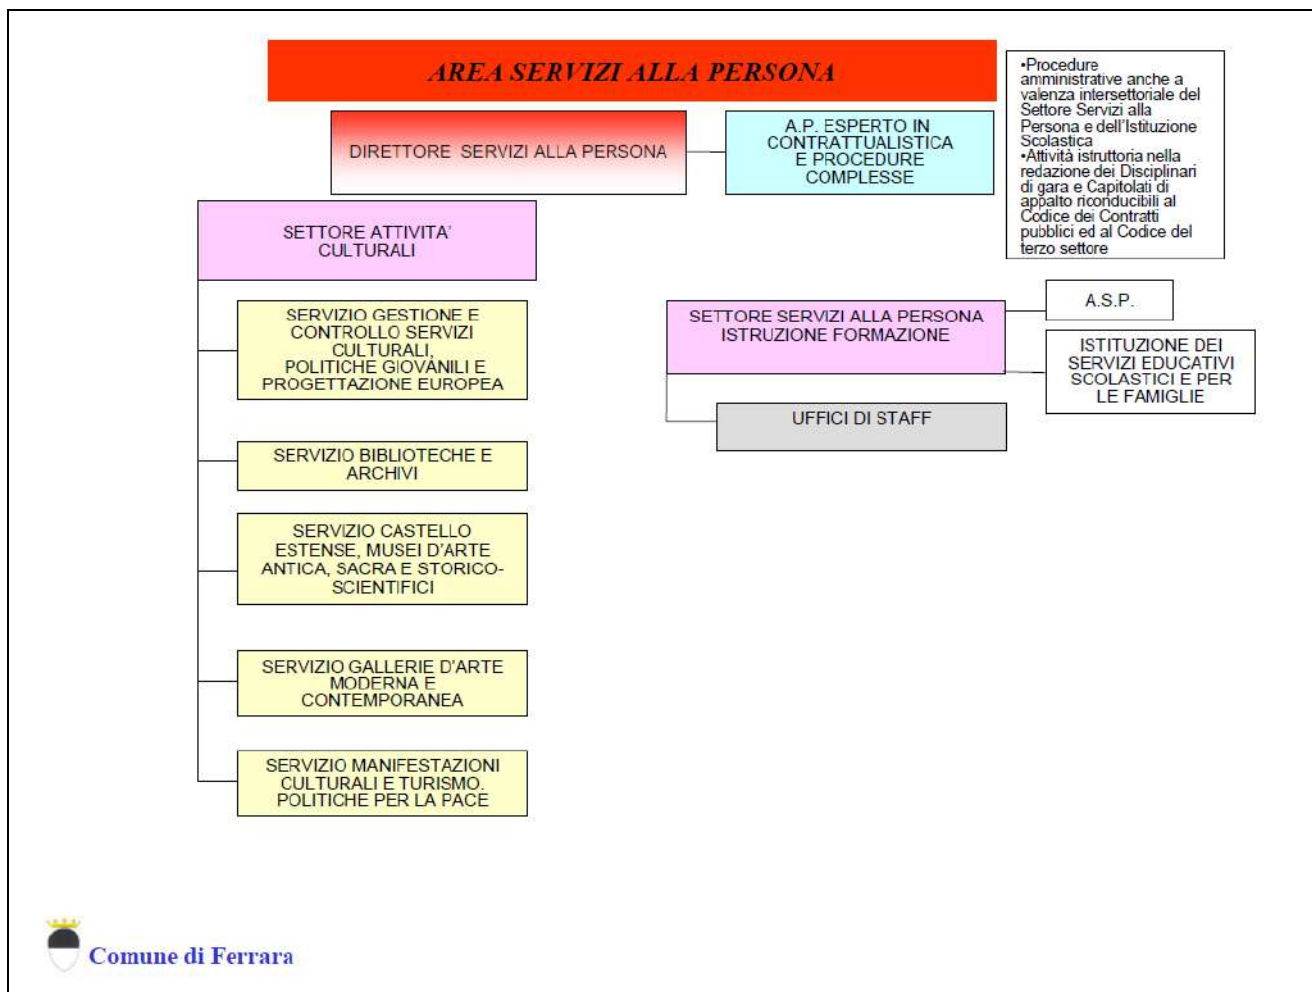 AREA SERVIZI ALLA PERSONA
DIRETTORE SERVIZI ALLA PERSONA
A.P. ESPERTO IN
CONTRATTUALISTICA
E PROCEDURE
COMPLESSE
•Procedure
amministrative anche a
valenza intersettoriale del
Settore Servizi alla
Persona e dell'Istituzione
Scolastica
•Attività istruttoria nella
redazione dei Disciplinari
di gara e Capitolati di
appalto riconducibili al
Codice dei Contratti
pubblici ed al Codice del
terzo settore
SETTORE ATTIVITA'
CULTURALI
SERVIZIO GESTIONE E
CONTROLLO SERVIZI
CULTURALI,
POLITICHE GIOVANILI E
PROGETTAZIONE EUROPEA
SERVIZIO BIBLIOTECHE E
ARCHIVI
SERVIZIO CASTELLO
ESTENSE, MUSEI D'ARTE
ANTICA, SACRA E STORICO-
SCIENTIFICI
SERVIZIO GALLERIE D'ARTE
MODERNA E
CONTEMPORANEA
SERVIZIO MANIFESTAZIONI
CULTURALI E TURISMO.
POLITICHE PER LA PACE
SETTORE SERVIZI ALLA PERSONA
ISTRUZIONE FORMAZIONE
A.S.P.
ISTITUZIONE DEI
SERVIZI EDUCATIVI
SCOLASTICI E PER
LE FAMIGLIE
UFFICI DI STAFF
Comune di Ferrara